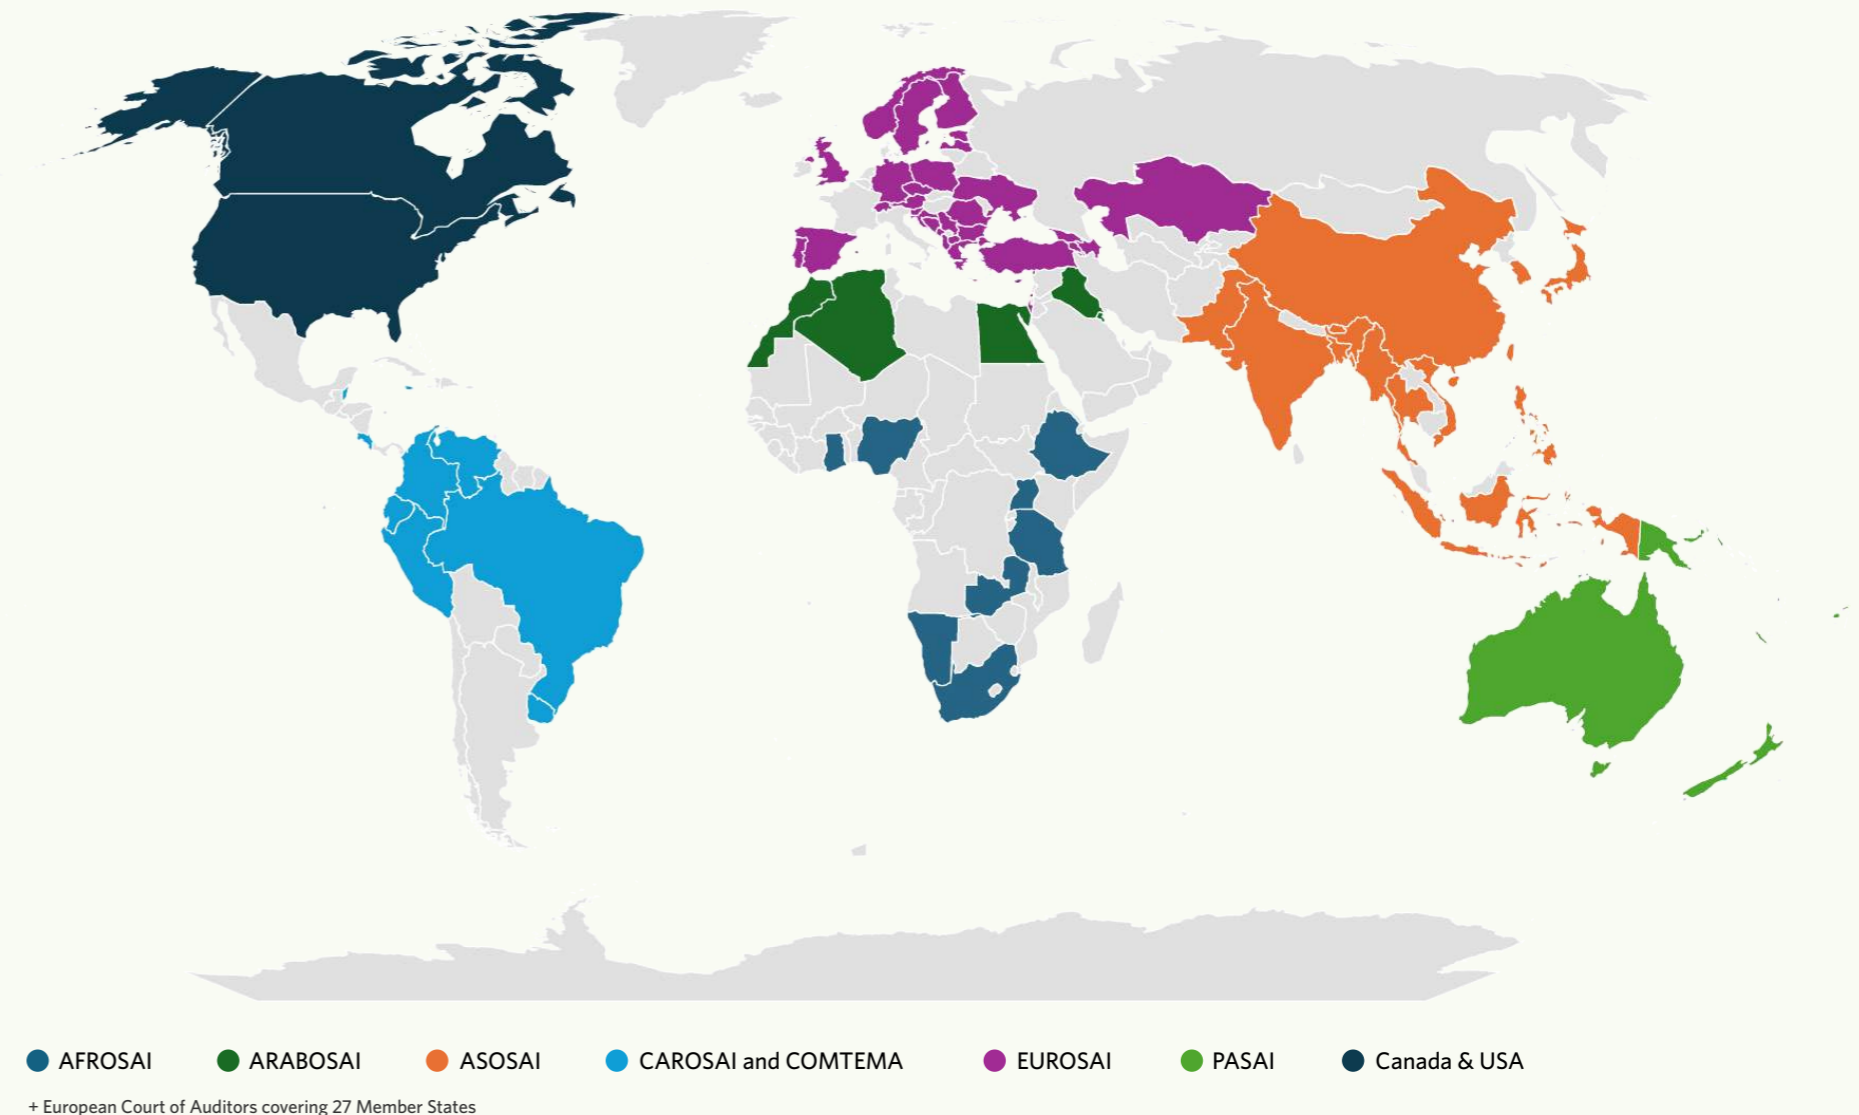 AFROSAI ARABOSAI ASOSAI CAROSAI and COMTEMA EUROSAI PASAI Canada & USA
+ European Court of Auditors covering 27 Member States